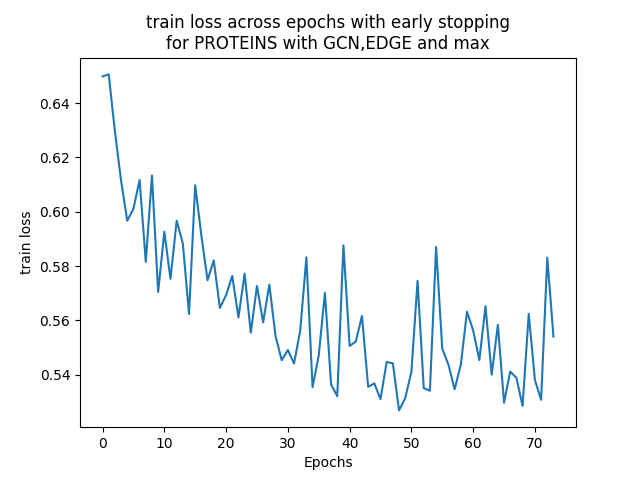 train loss across epochs with early stopping
for PROTEINS with GCN,EDGE and max
train loss
0.64
0.62
0.60
0.58
0.56
0.54
0 10 20 30 40 50 60 70
Epochs